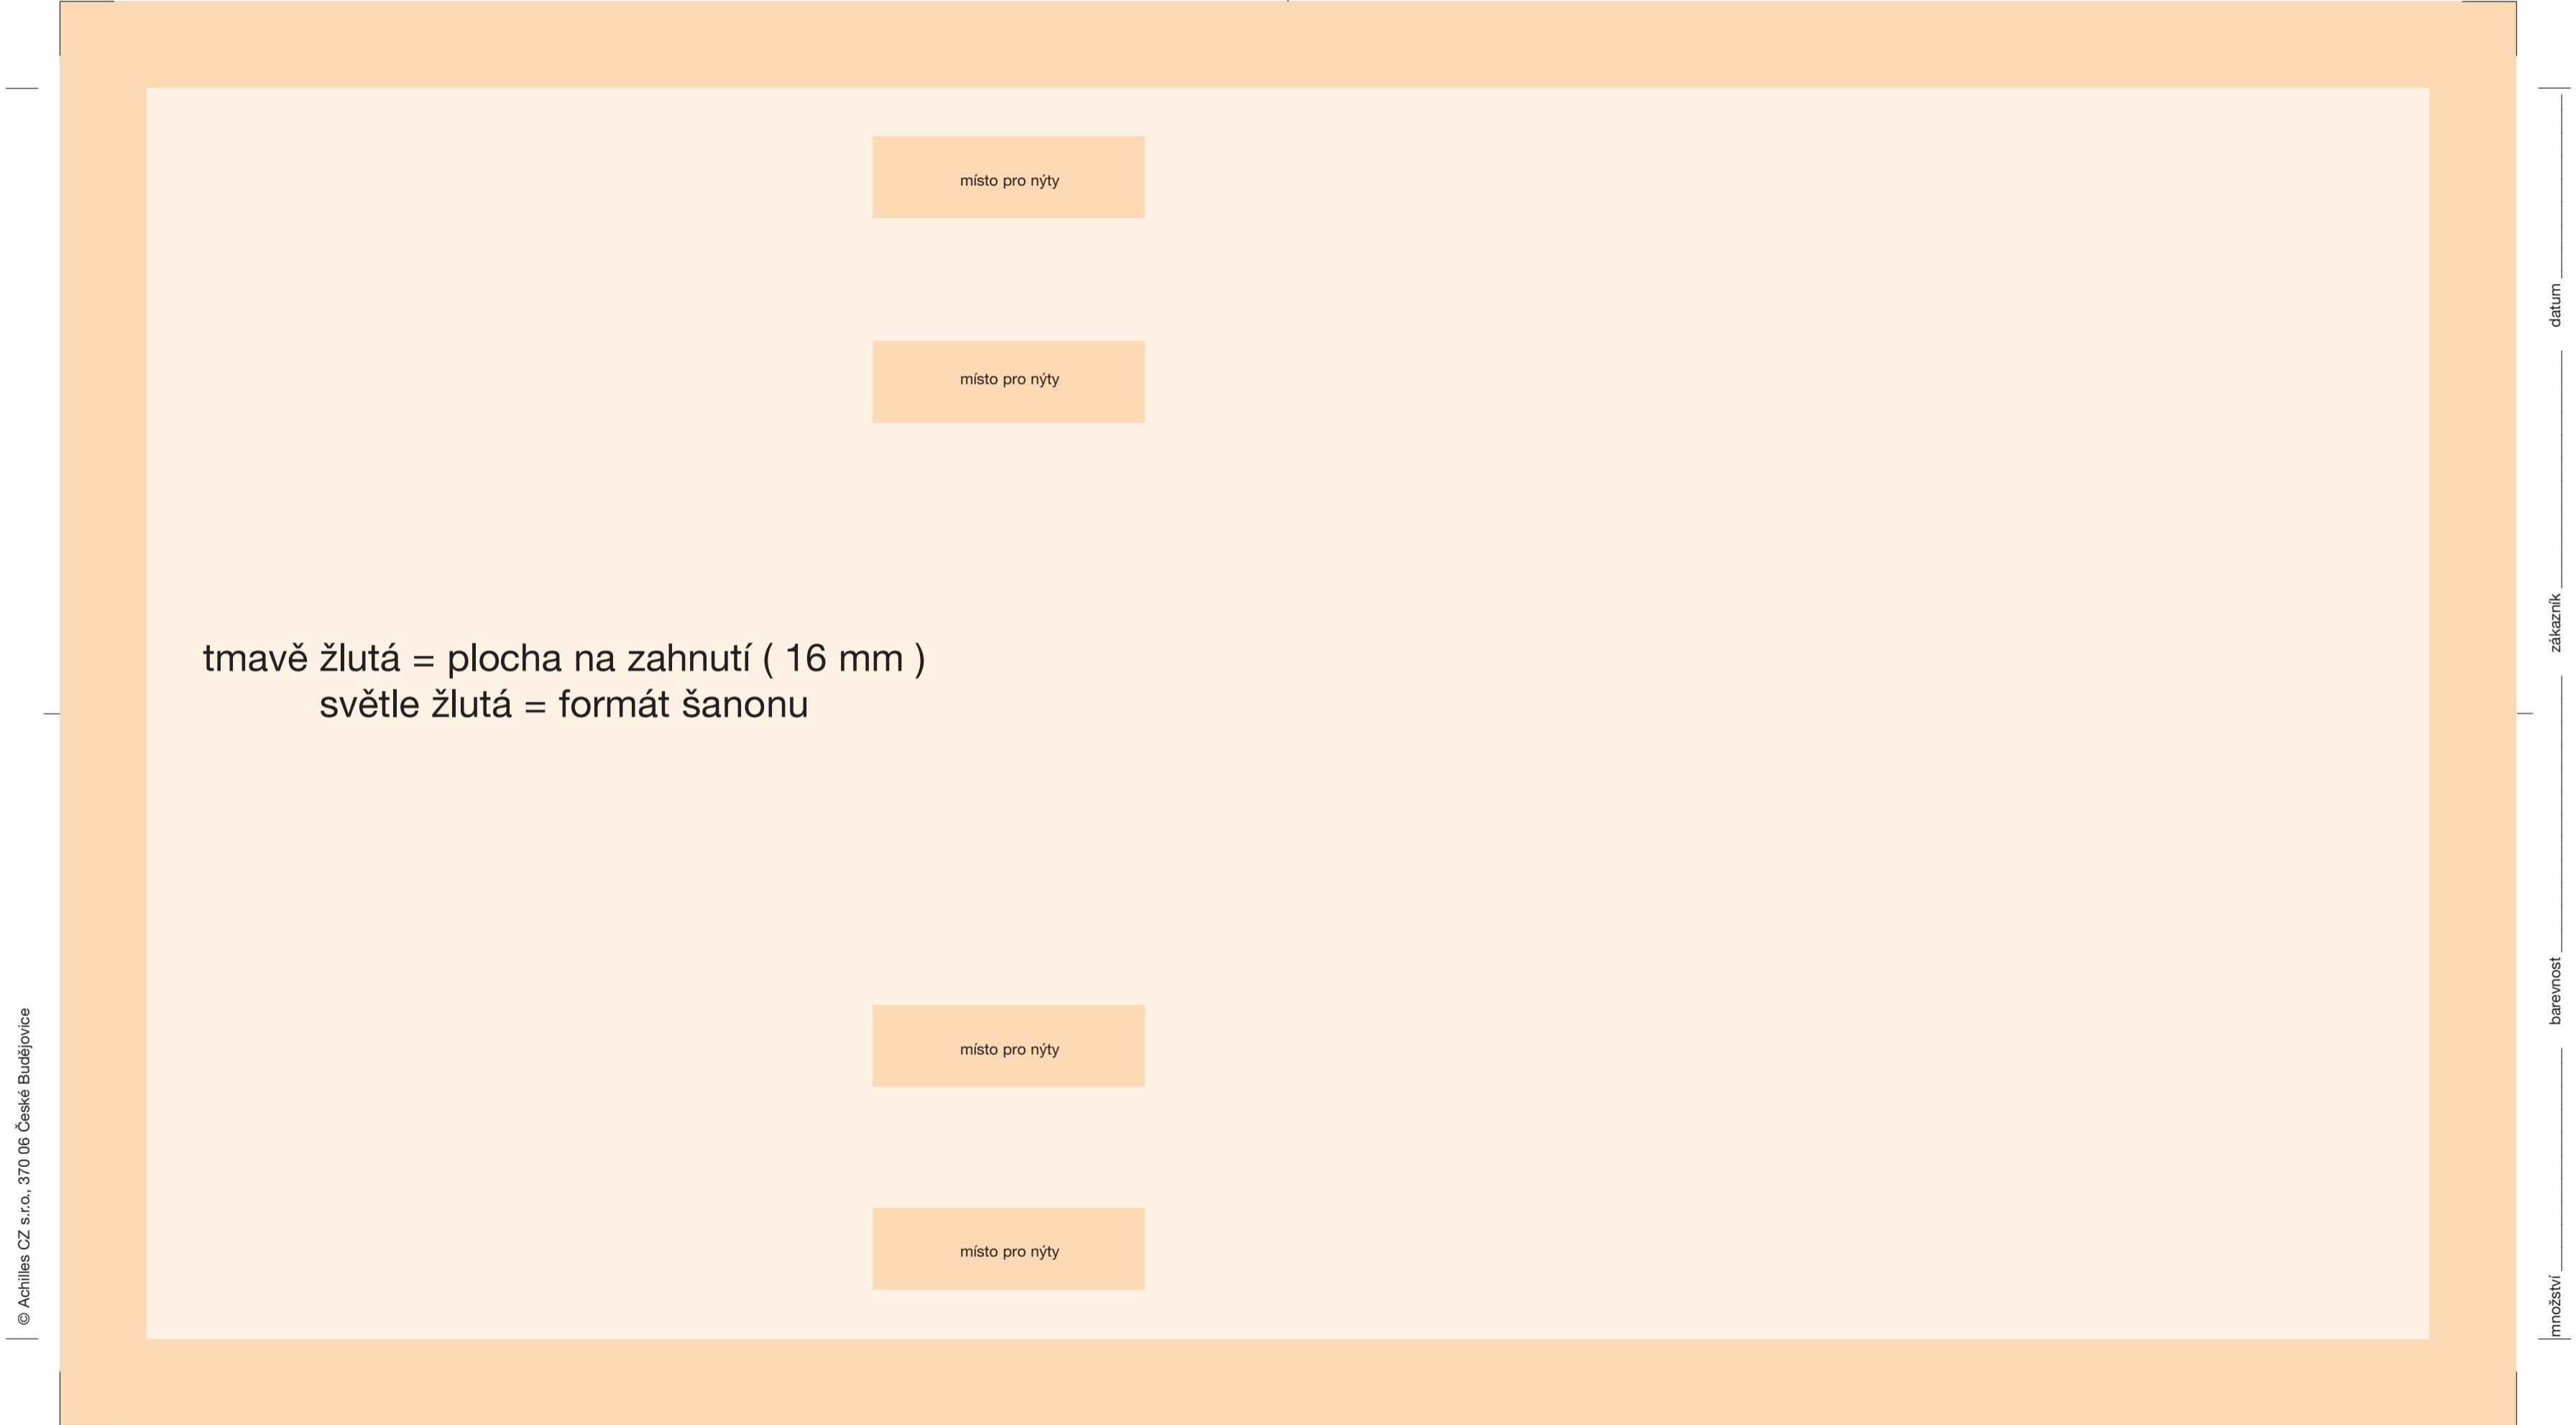 místo pro nýty
místo pro nýty
tmavě žlutá = plocha na zahnutí ( 16 mm )
světle žlutá = formát šanonu
místo pro nýty
místo pro nýty
© Achilles CZ s.r.o., 370 06 České Budějovice
množství
barevnost
zákazník
datum